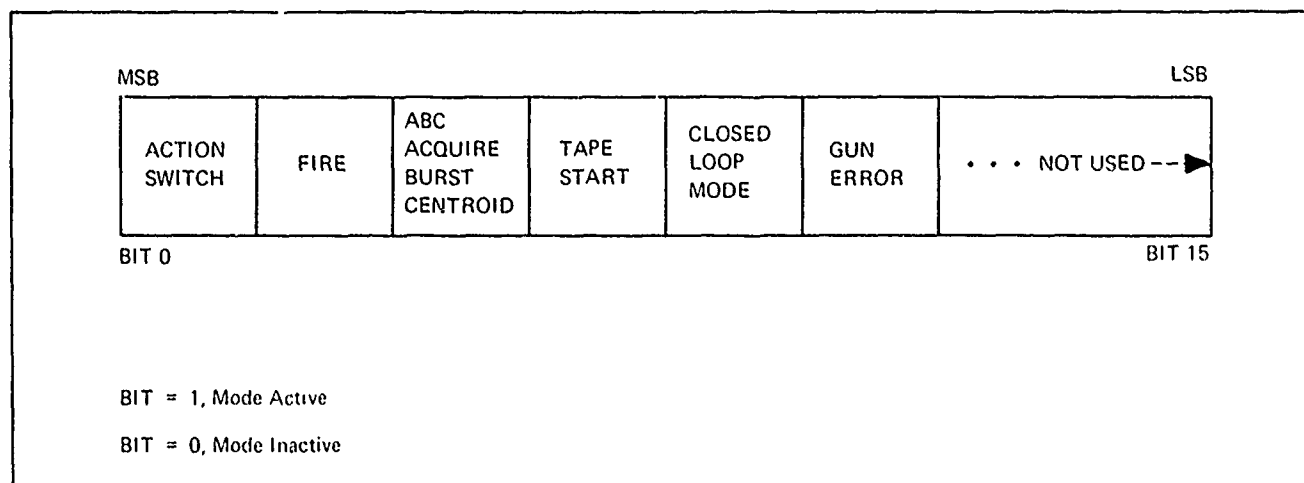 MSB LSB
ACTION SWITCH
FIRE
ABC ACQUIRE BURST CENTROID
TAPE START
CLOSED LOOP MODE
GUN ERROR
• • • NOT USED
BIT 0 BIT 15
BIT = 1, Mode Active
BIT = 0, Mode Inactive